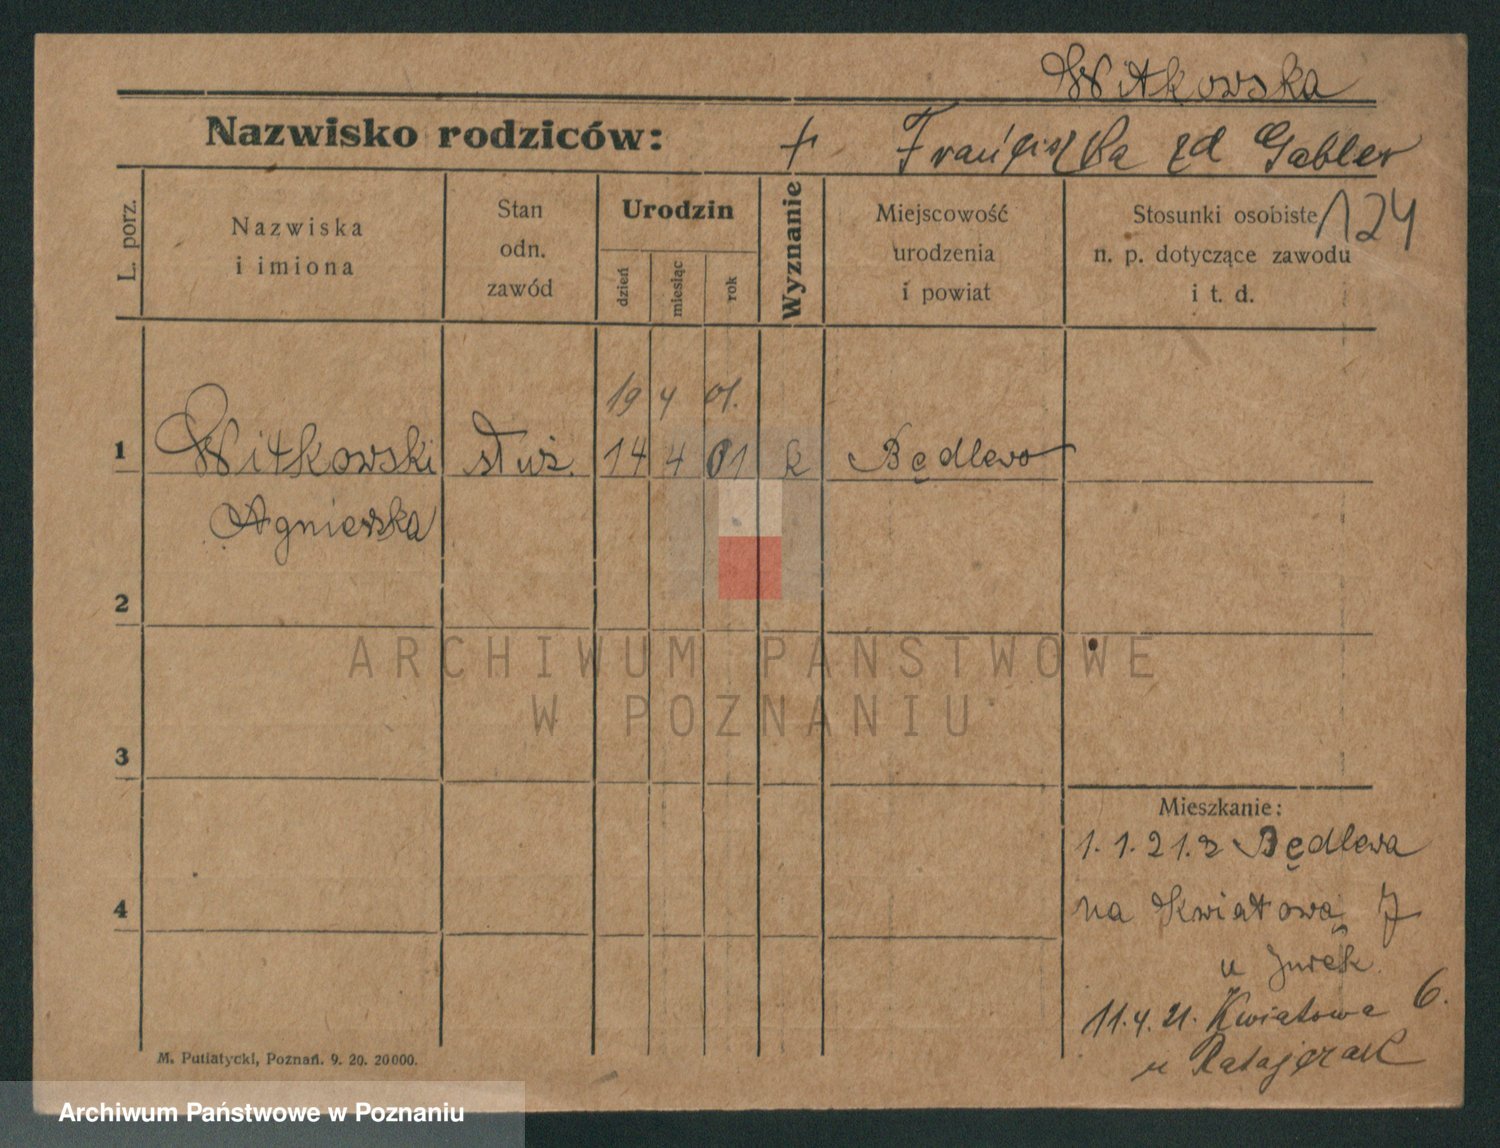 Witkowska
Nazwisko rodziców: + Franciszka zd Gabler
124
L. porz.
Nazwiska
i imiona
Stan
odn.
zawód
Urodzin
dzień
miesiąc
rok
Wyznanie
Miejscowość
urodzenia
i powiat
Stosunki osobiste
n. p. dotyczące zawodu
i t. d.
19 4 01.
1 Witkowski służ. 14 4 01 k Będlewo
Agnieszka
2
3
4
Mieszkanie:
1.1.21. z Będlewa
na Kwiatową 7
u Jurek
11.4.21. Kwiatowa 6.
u Ratajczak
M. Putiatycki, Poznań. 9. 20. 20000.
ARCHIWUM PAŃSTWOWE
W POZNANIU
Archiwum Państwowe w Poznaniu